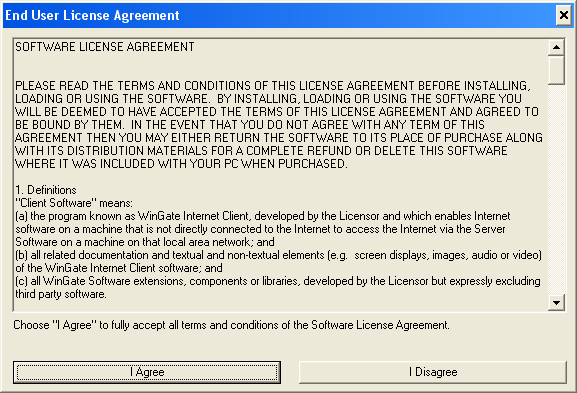 End User License Agreement
SOFTWARE LICENSE AGREEMENT
PLEASE READ THE TERMS AND CONDITIONS OF THIS LICENSE AGREEMENT BEFORE INSTALLING,
LOADING OR USING THE SOFTWARE.  BY INSTALLING, LOADING OR USING THE SOFTWARE YOU
WILL BE DEEMED TO HAVE ACCEPTED THE TERMS OF THIS LICENSE AGREEMENT AND AGREED TO
BE BOUND BY THEM.  IN THE EVENT THAT YOU DO NOT AGREE WITH ANY TERM OF THIS
AGREEMENT THEN YOU MAY EITHER RETURN THE SOFTWARE TO ITS PLACE OF PURCHASE ALONG
WITH ITS DISTRIBUTION MATERIALS FOR A COMPLETE REFUND OR DELETE THIS SOFTWARE
WHERE IT WAS INCLUDED WITH YOUR PC WHEN PURCHASED.
1. Definitions
"Client Software" means:
(a) the program known as WinGate Internet Client, developed by the Licensor and which enables Internet
software on a machine that is not directly connected to the Internet to access the Internet via the Server
Software on a machine on that local area network; and
(b) all related documentation and textual and non-textual elements (e.g.  screen displays, images, audio or video)
of the WinGate Internet Client software; and
(c) all WinGate Software extensions, components or libraries, developed by the Licensor but expressly excluding
third party software.
Choose "I Agree" to fully accept all terms and conditions of the Software License Agreement.
I Agree
I Disagree